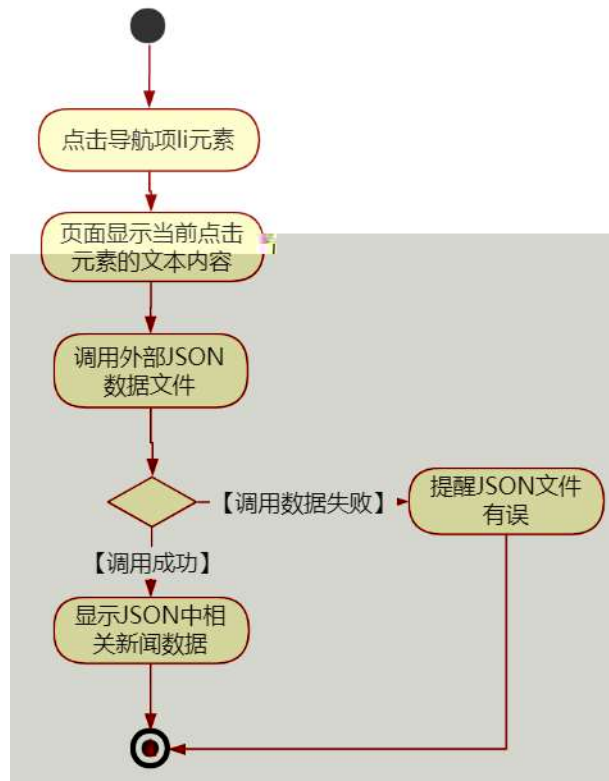 点击导航项li元素
页面显示当前点击
元素的文本内容
调用外部JSON
数据文件
【调用数据失败】
提醒JSON文件
有误
【调用成功】
显示JSON中相
关新闻数据